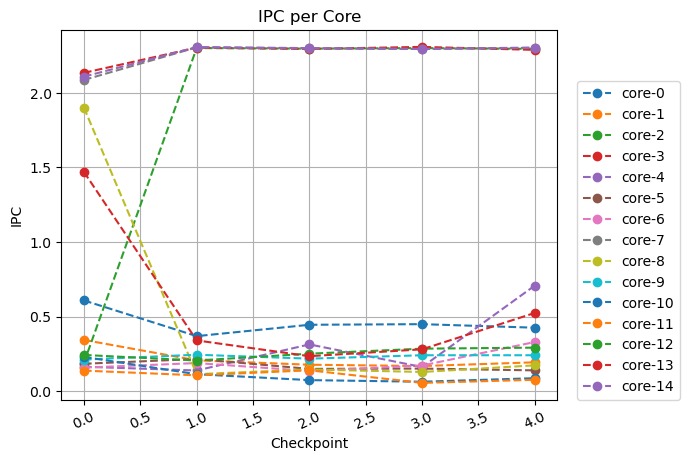 IPC per Core
IPC
2.0
1.5
1.0
0.5
0.0
0.0 0.5 1.0 1.5 2.0 2.5 3.0 3.5 4.0
Checkpoint
core-0
core-1
core-2
core-3
core-4
core-5
core-6
core-7
core-8
core-9
core-10
core-11
core-12
core-13
core-14